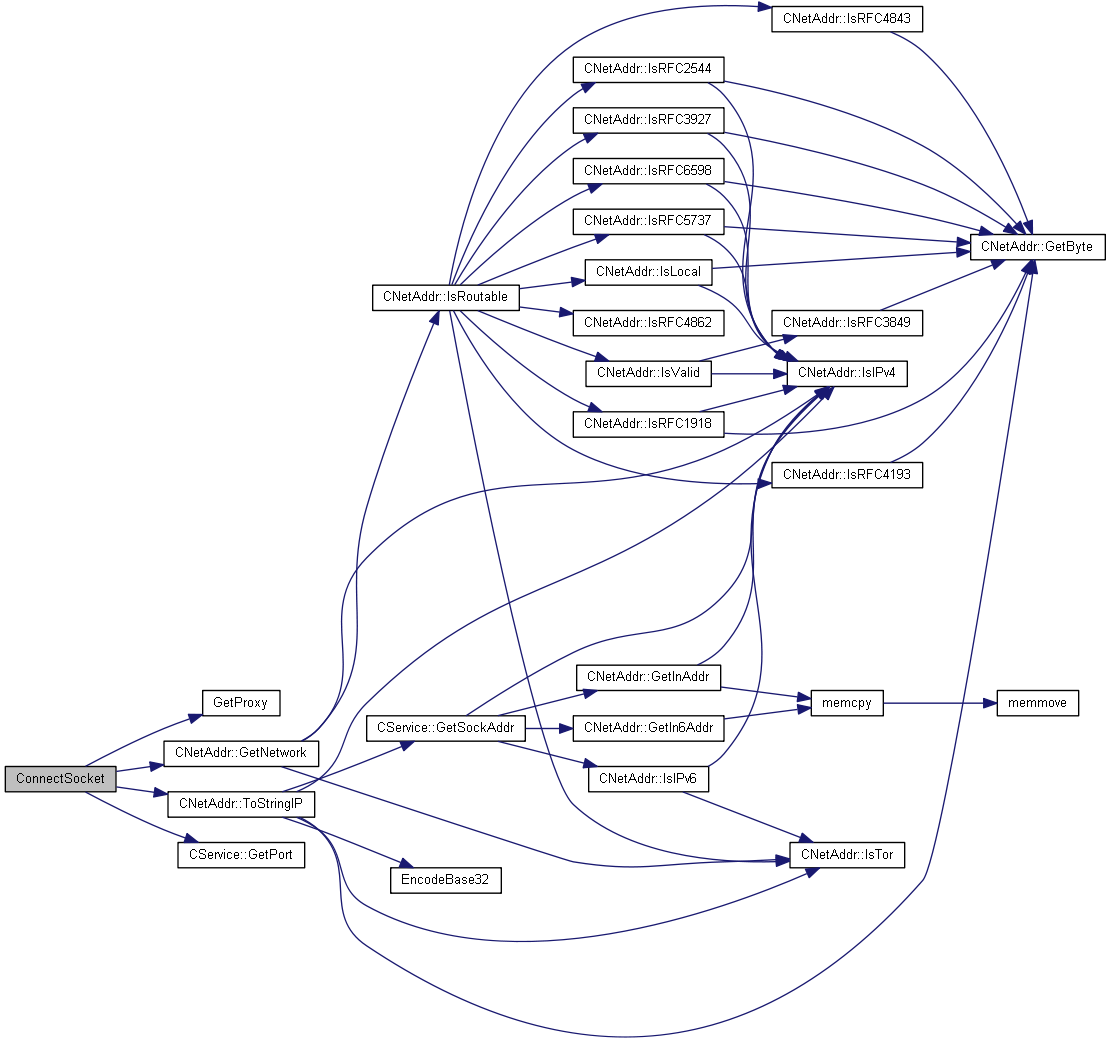 CNetAddr::IsRFC4843
CNetAddr::IsRFC2544
CNetAddr::IsRFC3927
CNetAddr::IsRFC6598
CNetAddr::IsRFC5737
CNetAddr::GetByte
CNetAddr::IsLocal
CNetAddr::IsRoutable
CNetAddr::IsRFC4862
CNetAddr::IsRFC3849
CNetAddr::IsValid
CNetAddr::IsIPv4
CNetAddr::IsRFC1918
CNetAddr::IsRFC4193
CNetAddr::GetInAddr
GetProxy
memcpy
memmove
CService::GetSockAddr
CNetAddr::GetIn6Addr
CNetAddr::GetNetwork
ConnectSocket
CNetAddr::IsIPv6
CNetAddr::ToStringIP
CService::GetPort
CNetAddr::IsTor
EncodeBase32